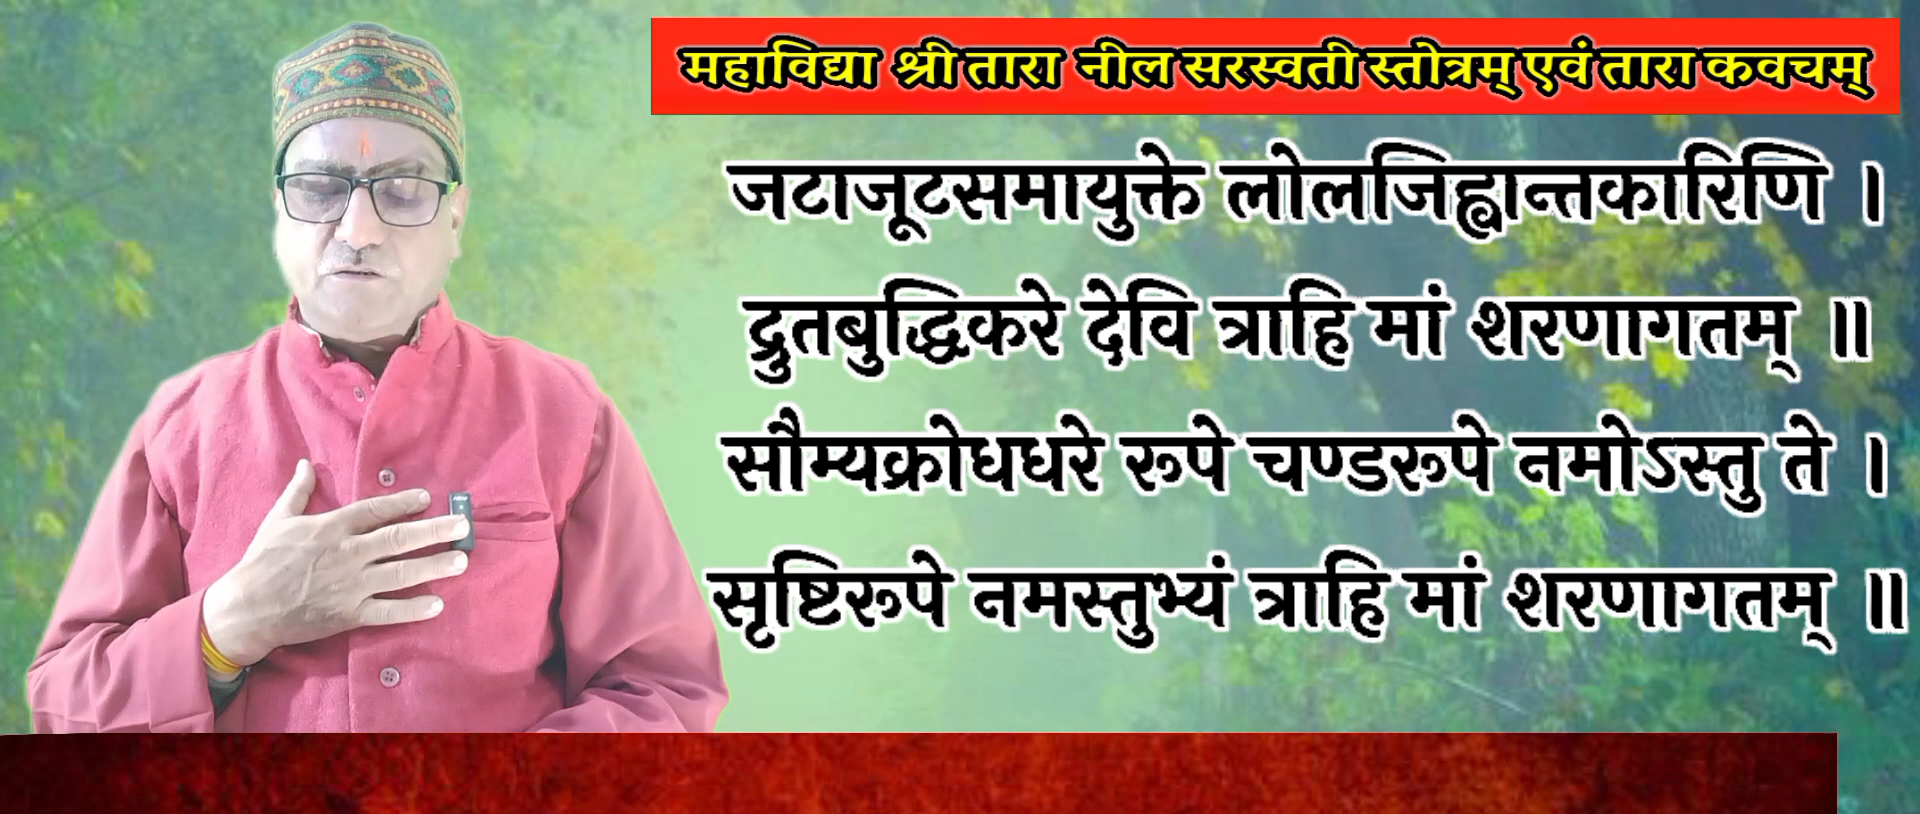 महाविद्या श्री तारा नील सरस्वती स्तोत्रम् एवं तारा कवचम्
जटाजूटसमायुक्ते लोलजिह्वान्तकारिणि ।
द्रुतबुद्धिकरे देवि त्राहि मां शरणागतम् ॥
सौम्यक्रोधधरे रूपे चण्डरूपे नमोऽस्तु ते ।
सृष्टिरूपे नमस्तुभ्यं त्राहि मां शरणागतम् ॥